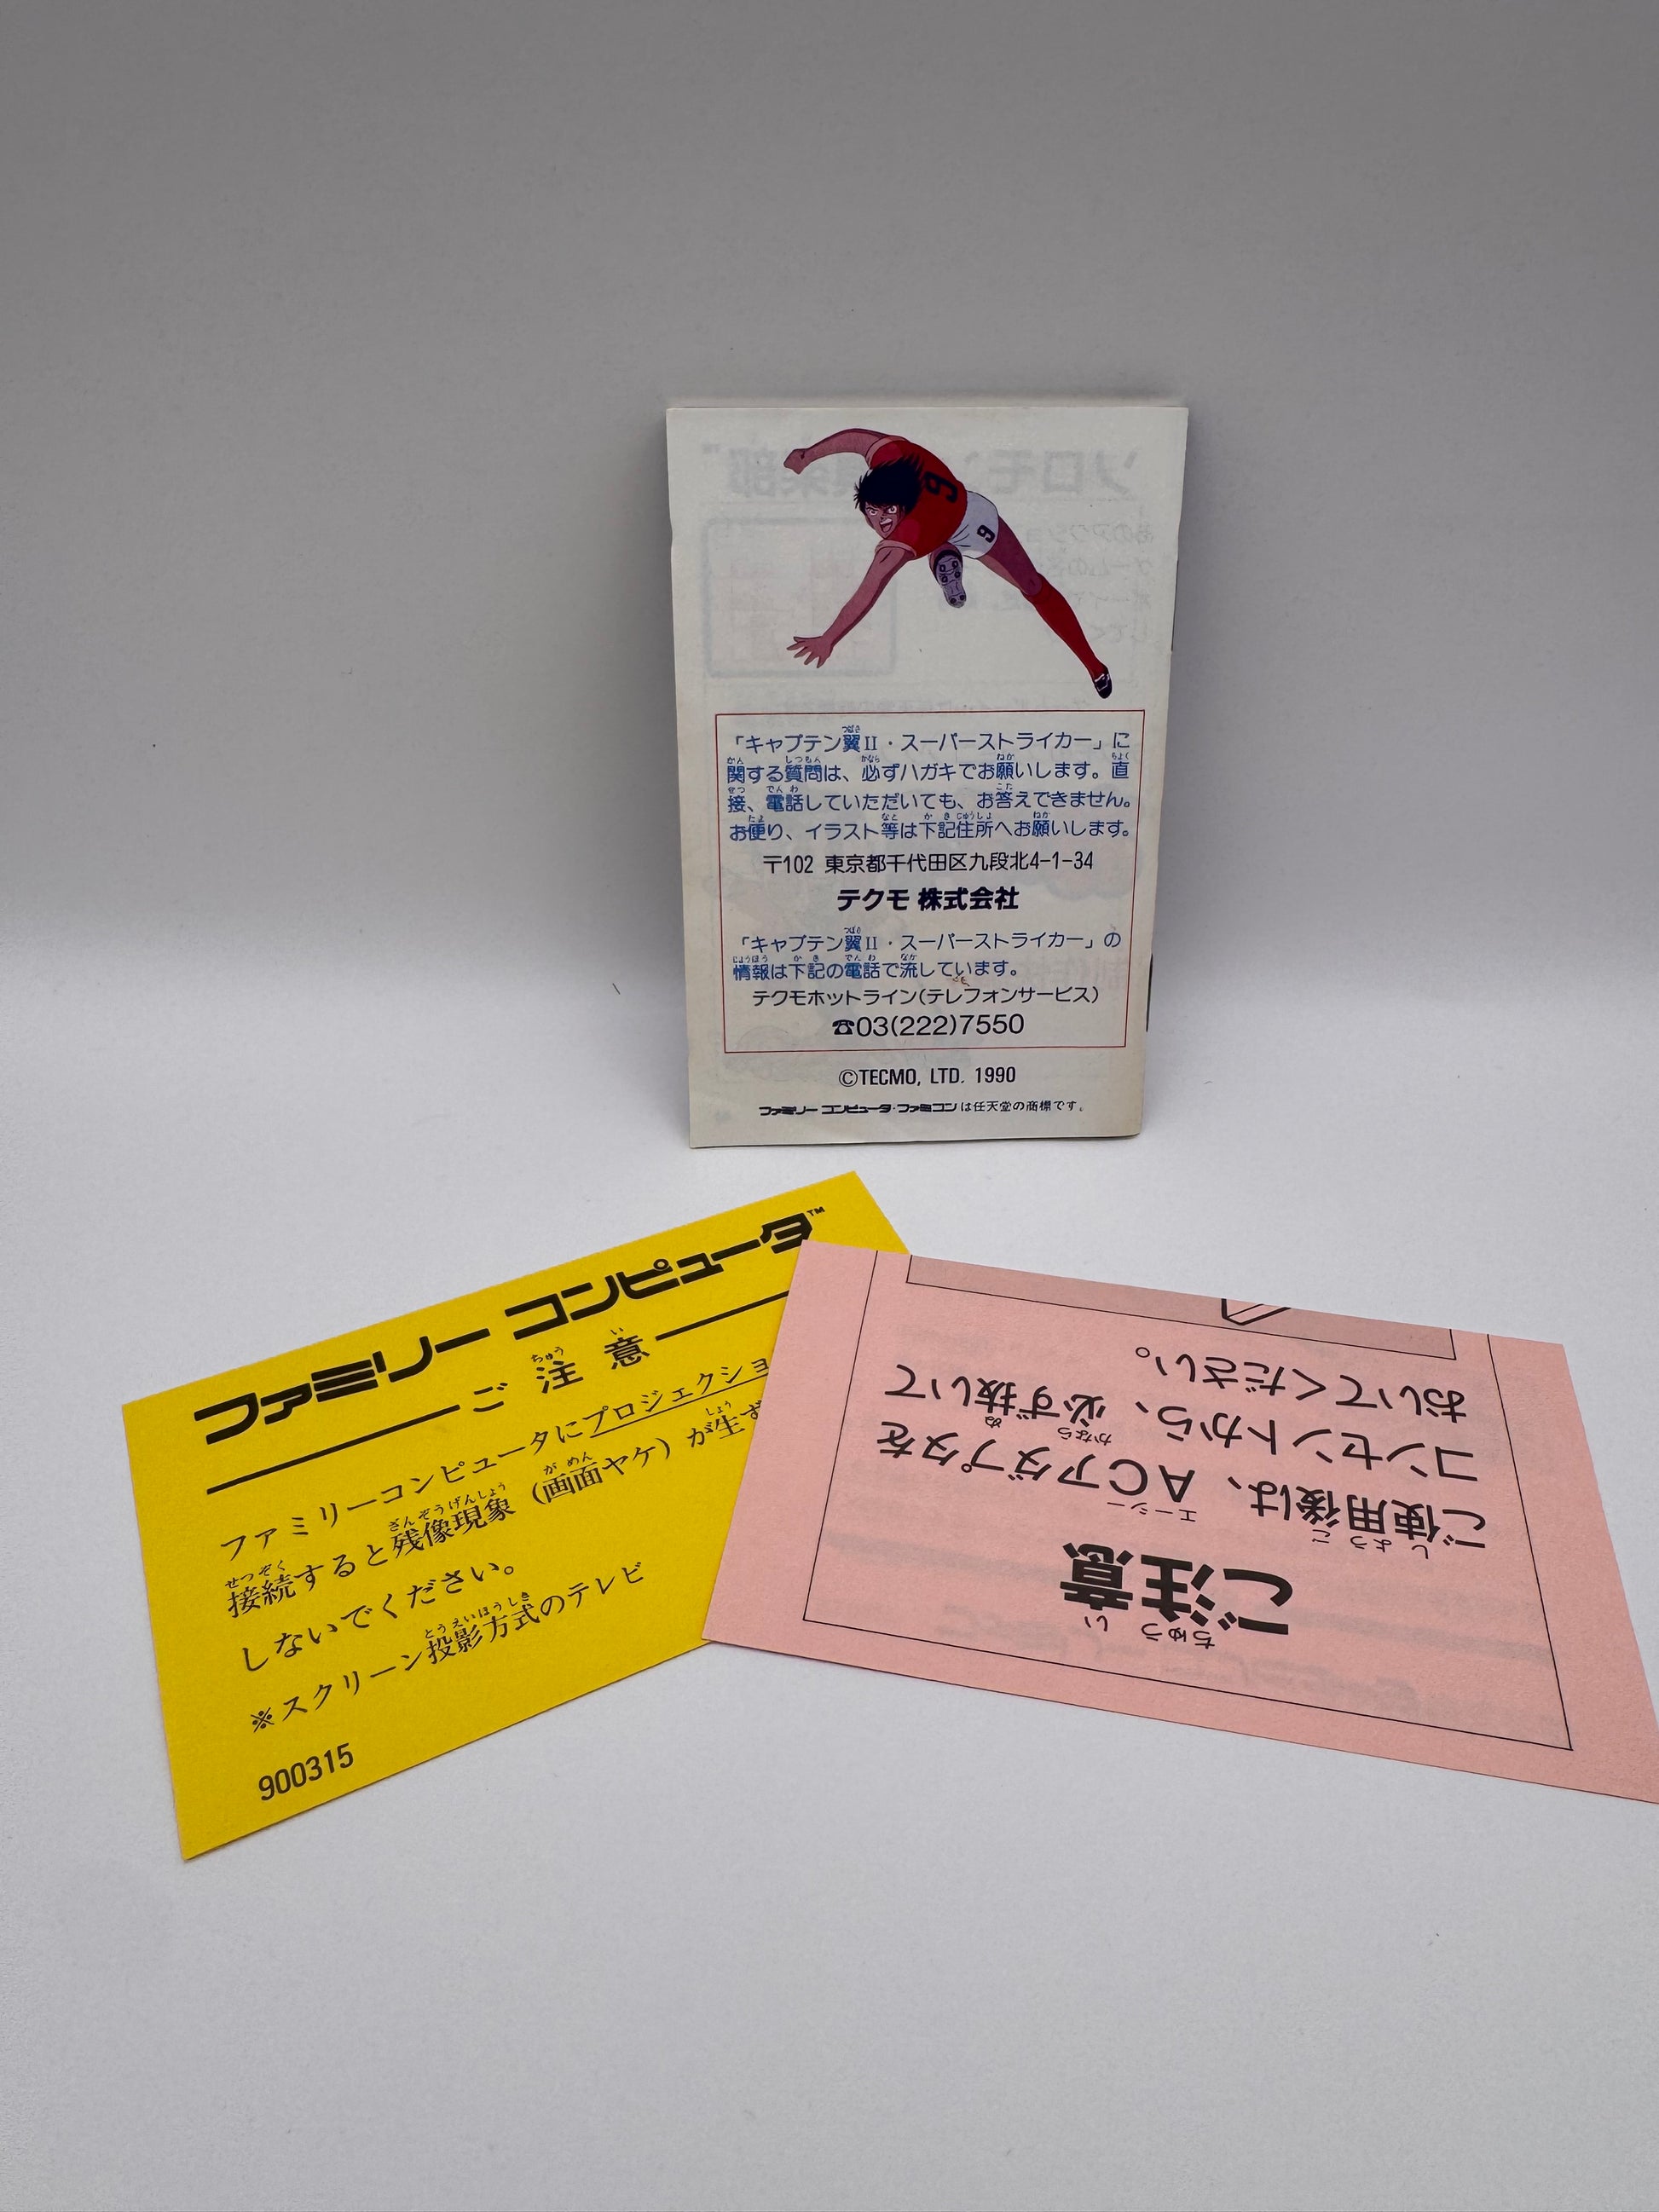 9
9
「キャプテン翼II・スーパーストライカー」に
関する質問は、必ずハガキでお願いします。直
接、電話していただいても、お答えできません。
お便り、イラスト等は下記住所へお願いします。
〒102 東京都千代田区九段北4-1-34
テクモ 株式会社
「キャプテン翼II・スーパーストライカー」の
情報は下記の電話で流しています。
テクモホットライン(テレフォンサービス)
☎03(222)7550
©TECMO, LTD. 1990
ファミリーコンピュータ・ファミコンは任天堂の商標です。
ファミリー コンピュータ™
ご注意
ファミリーコンピュータにプロジェクショ
接続すると残像現象(画面ヤケ)が生ず
しないでください。
※スクリーン投影方式のテレビ
900315
ご注意
ご使用後は、ACアダプタを
コンセントから、必ず抜いて
おいてください。